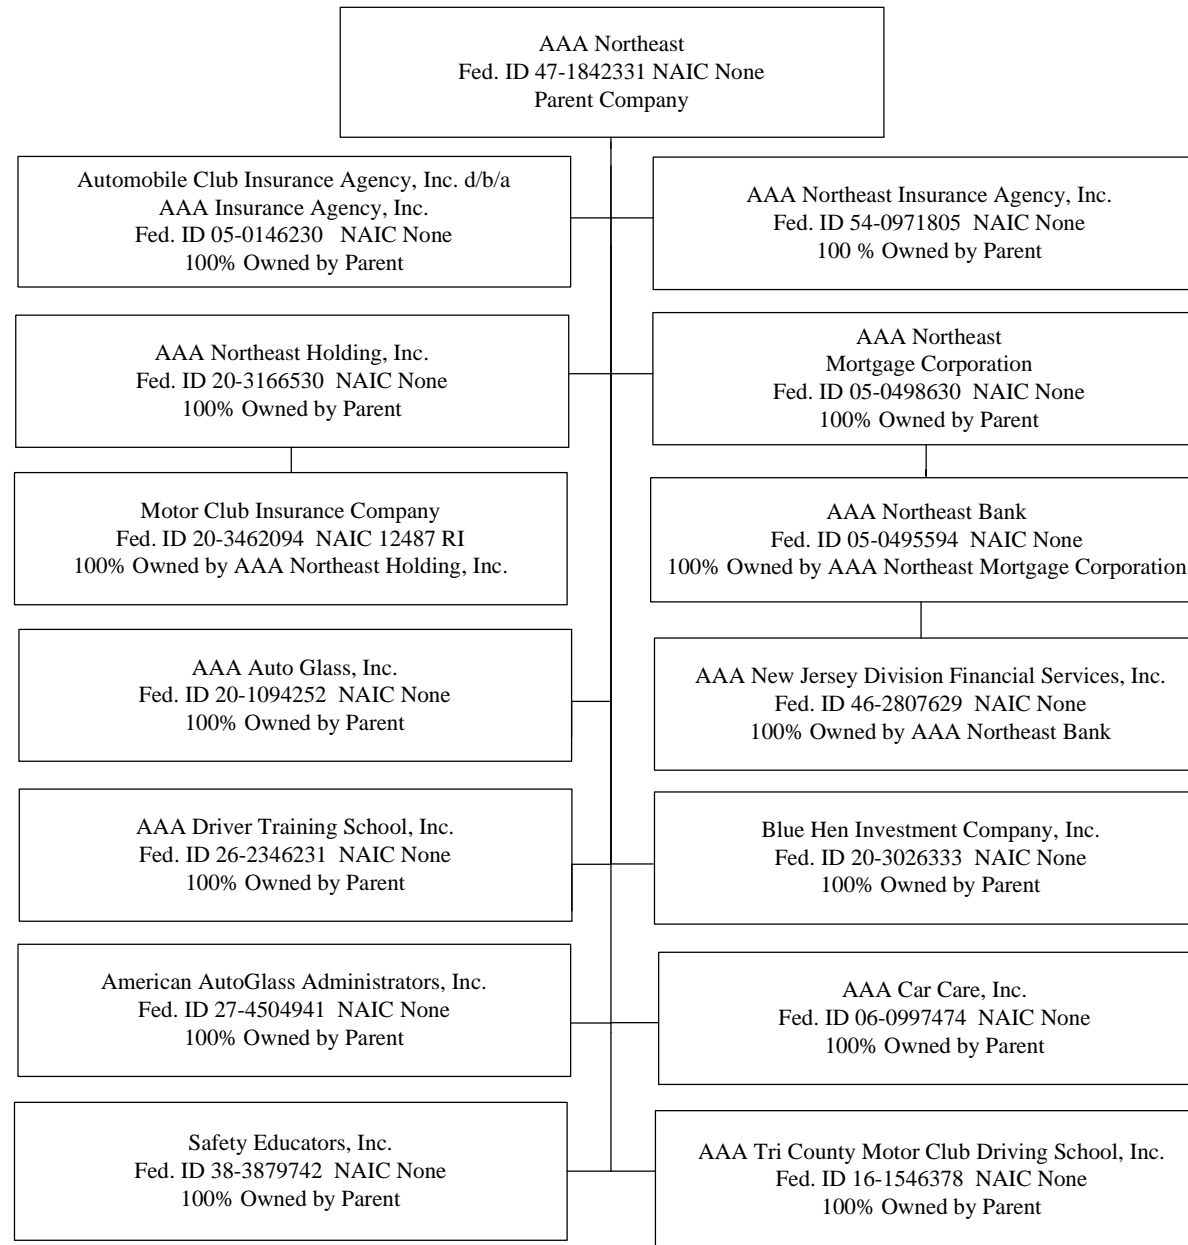 AAA Northeast
Fed. ID 47-1842331 NAIC None
Parent Company
Automobile Club Insurance Agency, Inc. d/b/a
AAA Insurance Agency, Inc.
Fed. ID 05-0146230 NAIC None
100% Owned by Parent
AAA Northeast Insurance Agency, Inc.
Fed. ID 54-0971805 NAIC None
100 % Owned by Parent
AAA Northeast Holding, Inc.
Fed. ID 20-3166530 NAIC None
100% Owned by Parent
AAA Northeast
Mortgage Corporation
Fed. ID 05-0498630 NAIC None
100% Owned by Parent
Motor Club Insurance Company
Fed. ID 20-3462094 NAIC 12487 RI
100% Owned by AAA Northeast Holding, Inc.
AAA Northeast Bank
Fed. ID 05-0495594 NAIC None
100% Owned by AAA Northeast Mortgage Corporation
AAA Auto Glass, Inc.
Fed. ID 20-1094252 NAIC None
100% Owned by Parent
AAA New Jersey Division Financial Services, Inc.
Fed. ID 46-2807629 NAIC None
100% Owned by AAA Northeast Bank
AAA Driver Training School, Inc.
Fed. ID 26-2346231 NAIC None
100% Owned by Parent
Blue Hen Investment Company, Inc.
Fed. ID 20-3026333 NAIC None
100% Owned by Parent
American AutoGlass Administrators, Inc.
Fed. ID 27-4504941 NAIC None
100% Owned by Parent
AAA Car Care, Inc.
Fed. ID 06-0997474 NAIC None
100% Owned by Parent
Safety Educators, Inc.
Fed. ID 38-3879742 NAIC None
100% Owned by Parent
AAA Tri County Motor Club Driving School, Inc.
Fed. ID 16-1546378 NAIC None
100% Owned by Parent